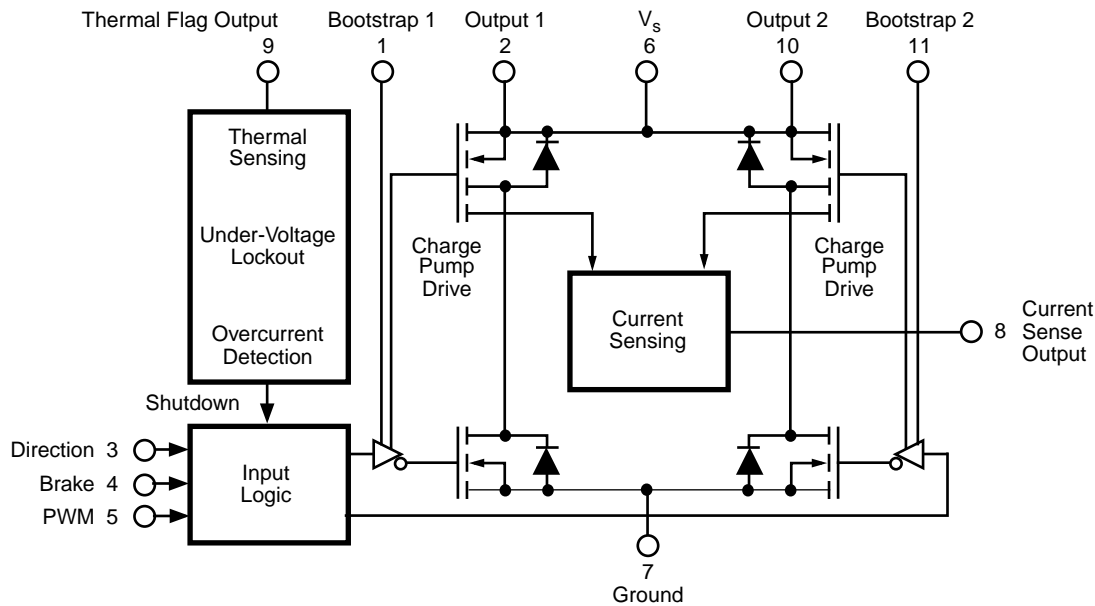 Thermal Flag Output
9
Bootstrap 1
1
Output 1
2
Vs
6
Output 2
10
Bootstrap 2
11
Thermal
Sensing
Under-Voltage
Lockout
Overcurrent
Detection
Charge
Pump
Drive
Charge
Pump
Drive
Current
Sensing
8 Current
Sense
Output
Shutdown
Direction 3
Brake 4
PWM 5
Input
Logic
7
Ground